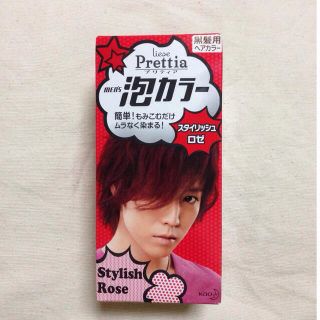 liese
Prettia
プリティア
黒髪用
ヘアカラー
MEN'S
泡カラー
簡単!もみこむだけ
ムラなく染まる!
スタイリッシュ
ロゼ
Stylish
Rose
KAO